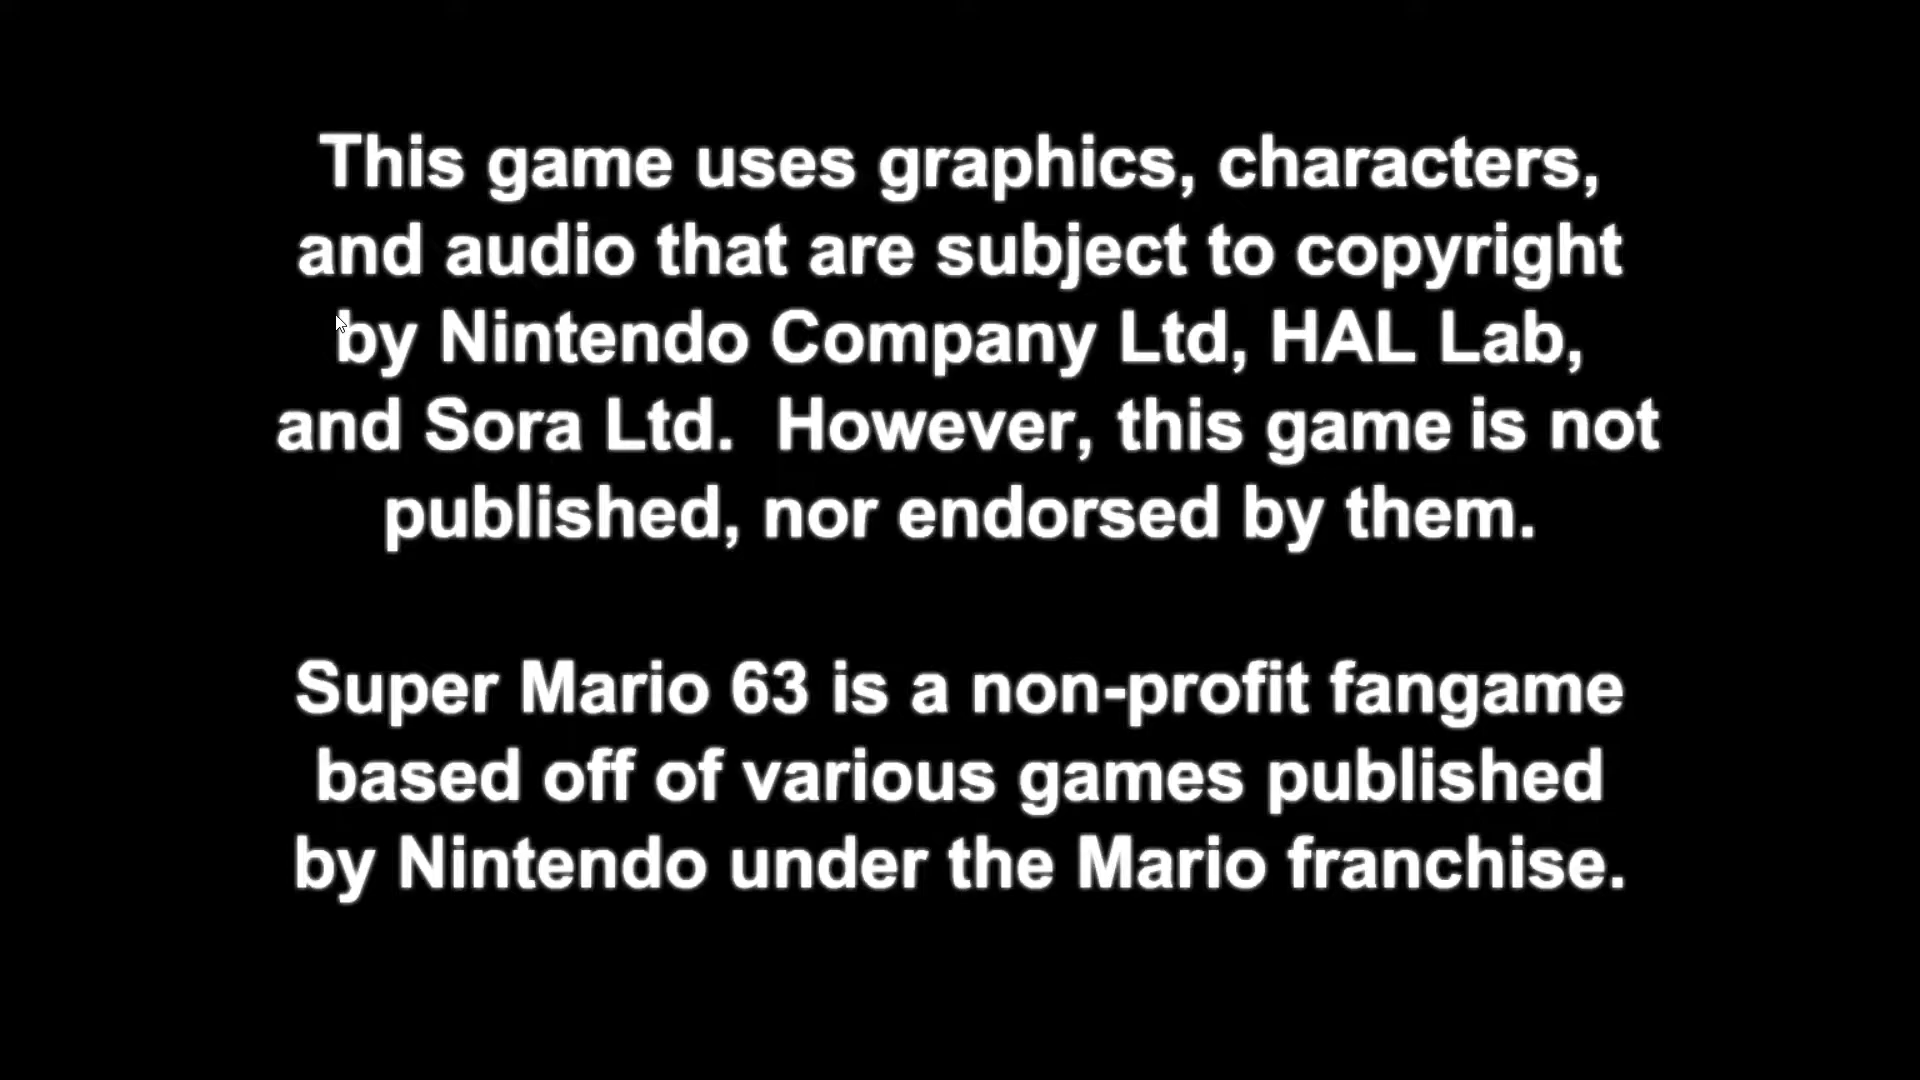 This game uses graphics, characters,
and audio that are subject to copyright
by Nintendo Company Ltd, HAL Lab,
and Sora Ltd.  However, this game is not
published, nor endorsed by them.
Super Mario 63 is a non-profit fangame
based off of various games published
by Nintendo under the Mario franchise.